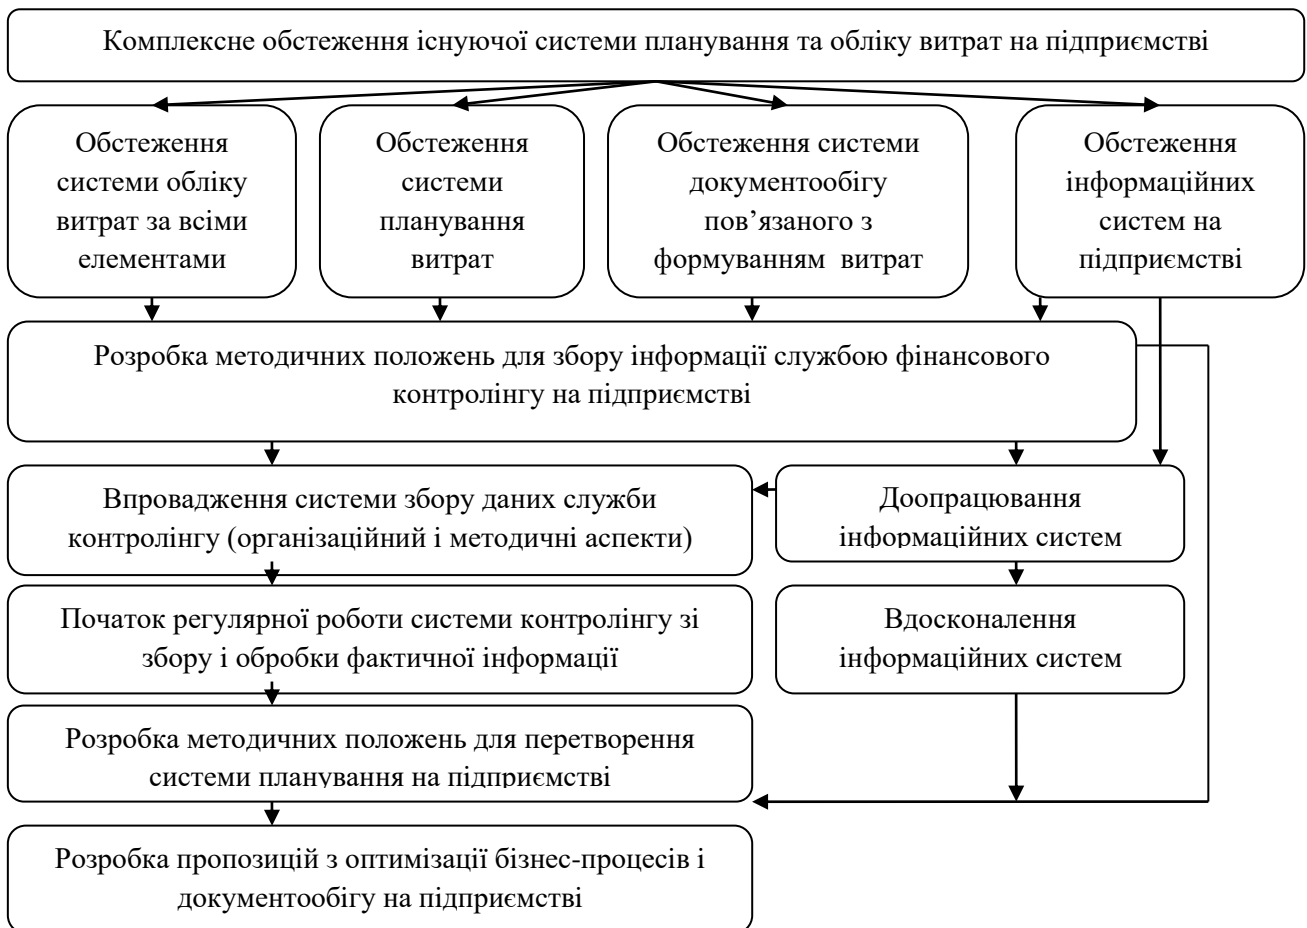 Комплексне обстеження існуючої системи планування та обліку витрат на підприємстві
Обстеження
системи обліку
витрат за всіми
елементами
Обстеження
системи
планування
витрат
Обстеження системи
документообігу
пов’язаного з
формуванням витрат
Обстеження
інформаційних
систем на
підприємстві
Розробка методичних положень для збору інформації службою фінансового
контролінгу на підприємстві
Впровадження системи збору даних служби
контролінгу (організаційний і методичні аспекти)
Доопрацювання
інформаційних систем
Початок регулярної роботи системи контролінгу зі
збору і обробки фактичної інформації
Вдосконалення
інформаційних систем
Розробка методичних положень для перетворення
системи планування на підприємстві
Розробка пропозицій з оптимізації бізнес-процесів і
документообігу на підприємстві